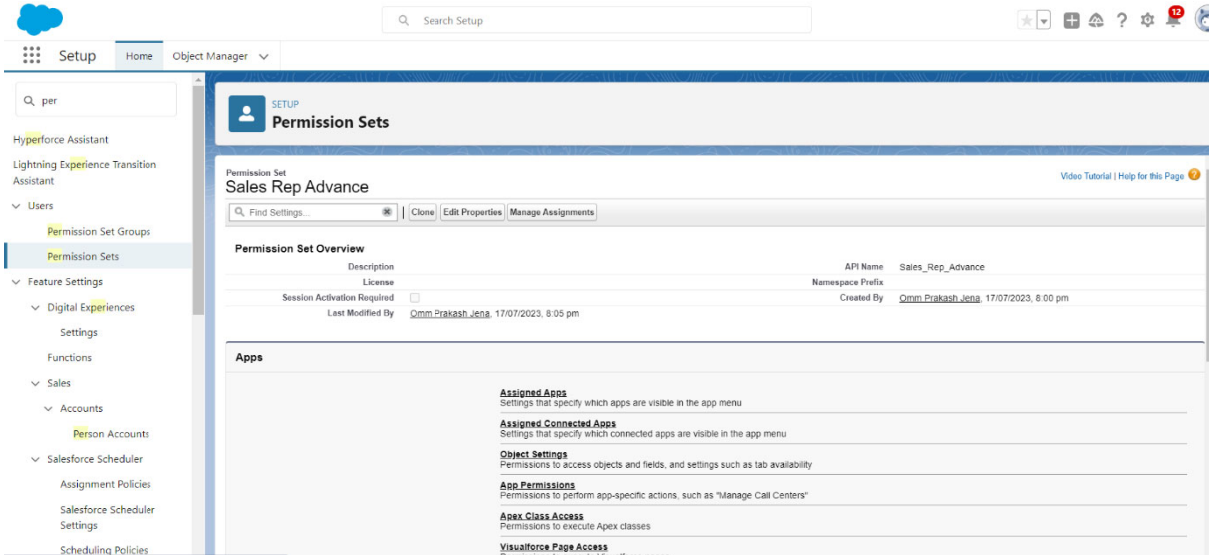 Search Setup
12
Setup
Home
Object Manager
per
Hyperforce Assistant
Lightning Experience Transition
Assistant
Users
Permission Set Groups
Permission Sets
Feature Settings
Digital Experiences
Settings
Functions
Sales
Accounts
Person Accounts
Salesforce Scheduler
Assignment Policies
Salesforce Scheduler
Settings
Scheduling Policies
SETUP
Permission Sets
Permission Set
Sales Rep Advance
Video Tutorial | Help for this Page
Find Settings...
Clone Edit Properties Manage Assignments
Permission Set Overview
Description
API Name Sales_Rep_Advance
License
Namespace Prefix
Session Activation Required
Created By Omm Prakash Jena, 17/07/2023, 8:00 pm
Last Modified By Omm Prakash Jena, 17/07/2023, 8:05 pm
Apps
Assigned Apps
Settings that specify which apps are visible in the app menu
Assigned Connected Apps
Settings that specify which connected apps are visible in the app menu
Object Settings
Permissions to access objects and fields, and settings such as tab availability
App Permissions
Permissions to perform app-specific actions, such as "Manage Call Centers"
Apex Class Access
Permissions to execute Apex classes
Visualforce Page Access